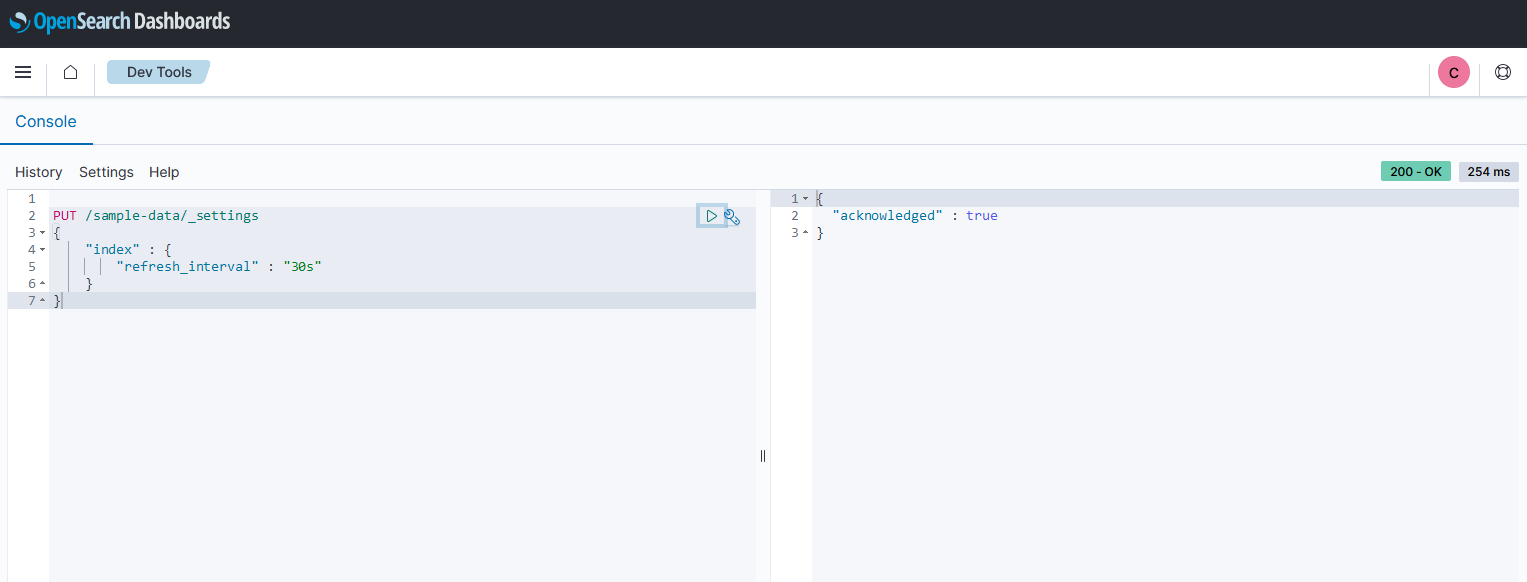 OpenSearch Dashboards
Dev Tools
C
Console
History Settings Help
200 - OK 254 ms
1
2 PUT /sample-data/_settings
3 {
4 "index" : {
5 "refresh_interval" : "30s"
6 }
7 }
1 {
2 "acknowledged" : true
3 }